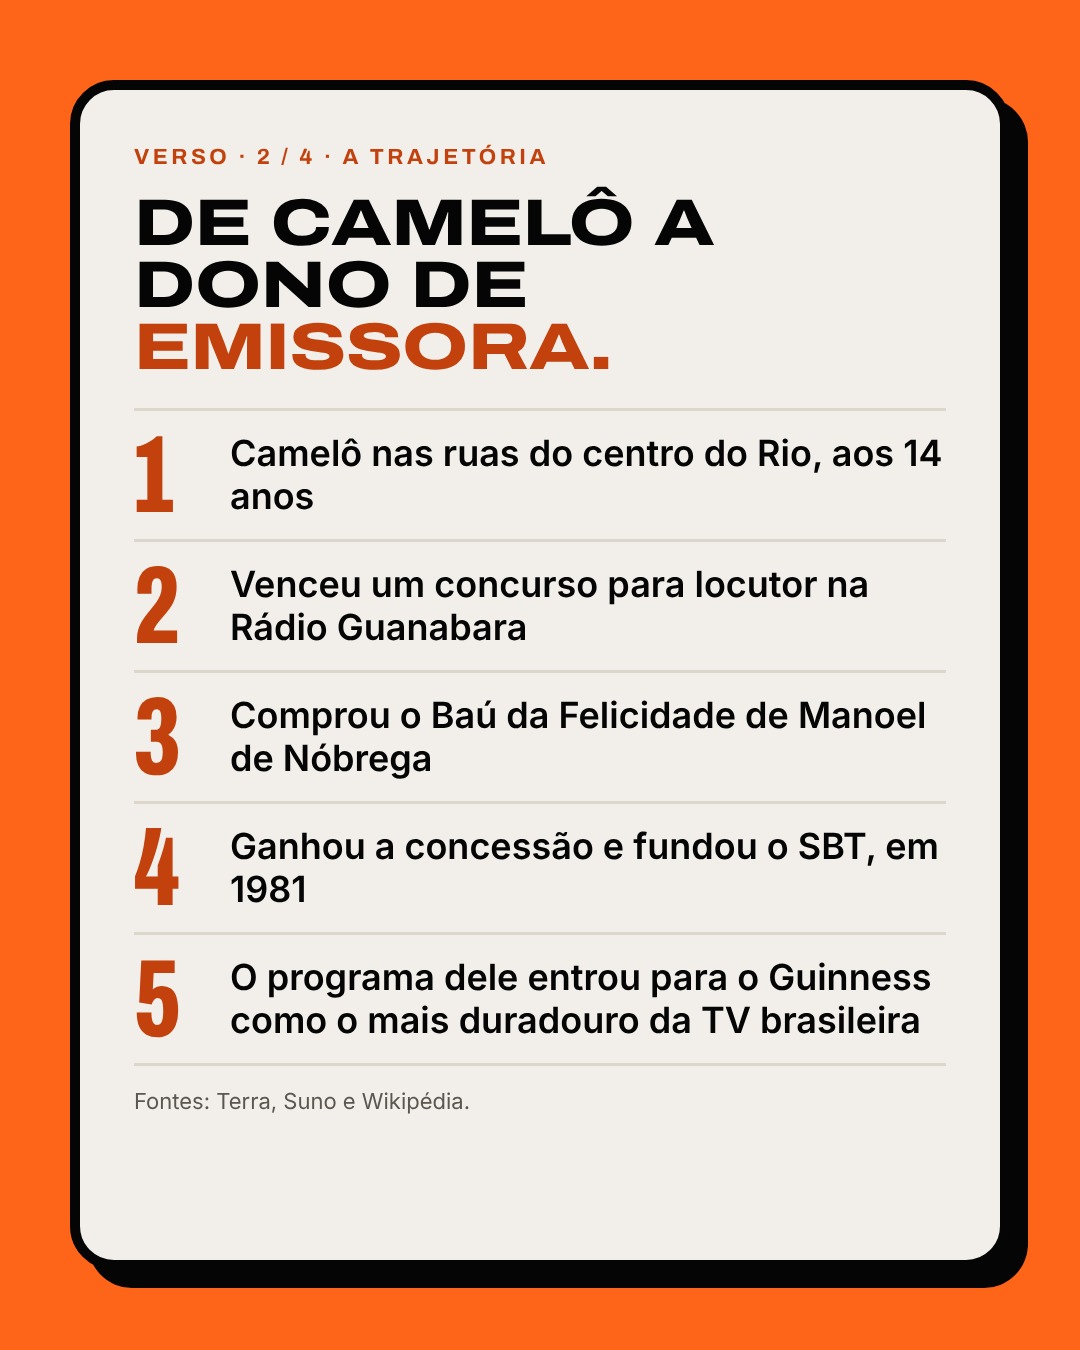 VERSO · 2 / 4 · A TRAJETÓRIA
DE CAMELÔ A
DONO DE
EMISSORA.
1
Camelô nas ruas do centro do Rio, aos 14
anos
2
Venceu um concurso para locutor na
Rádio Guanabara
3
Comprou o Baú da Felicidade de Manoel
de Nóbrega
4
Ganhou a concessão e fundou o SBT, em
1981
5
O programa dele entrou para o Guinness
como o mais duradouro da TV brasileira
Fontes: Terra, Suno e Wikipédia.